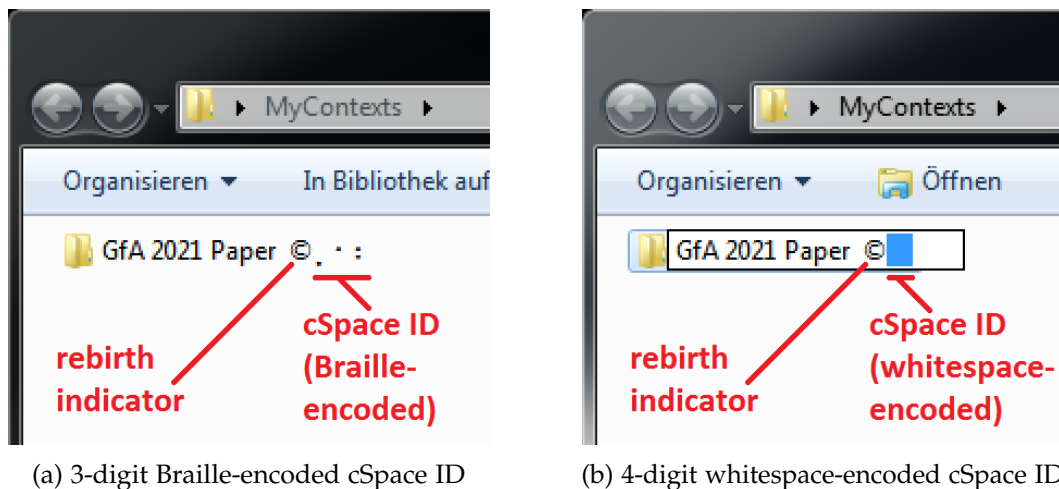 MyContexts
Organisieren In Bibliothek auf
GfA 2021 Paper ©⢀⠐⠰
rebirth
indicator
cSpace ID
(Braille-
encoded)
(a) 3-digit Braille-encoded cSpace ID
MyContexts
Organisieren Öffnen
GfA 2021 Paper ©
rebirth
indicator
cSpace ID
(whitespace-
encoded)
(b) 4-digit whitespace-encoded cSpace ID